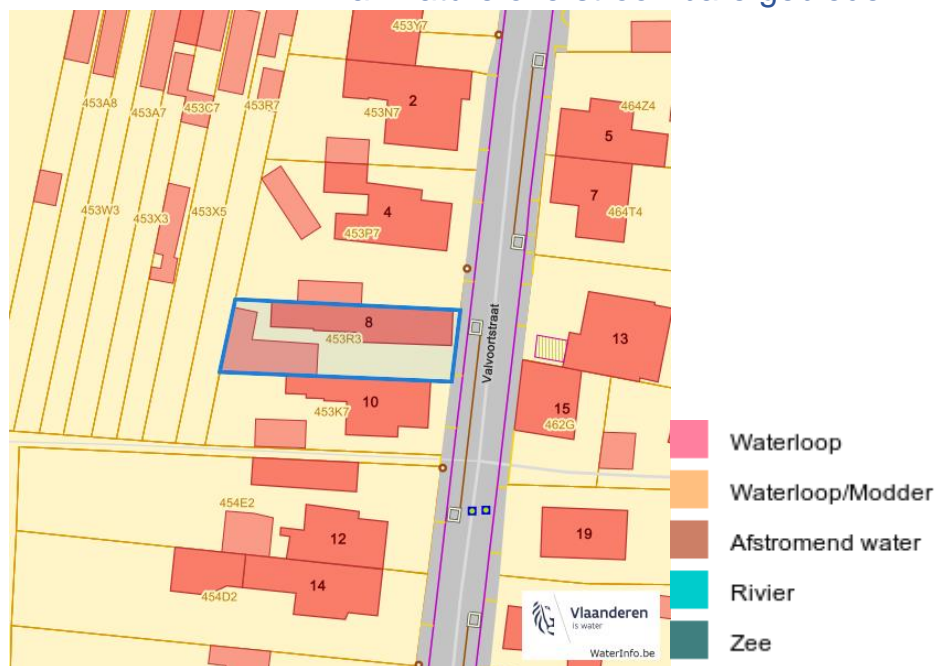 453Y7
2
453N7
453A8
453A7
453C7
453R7
464Z4
5
7
464T4
453W3
453X3
453X5
4
453P7
8
453R3
Valvoortstraat
13
15
462G
10
453K7
454E2
12
14
454D2
19
Vlaanderen
is water
WaterInfo.be
Waterloop
Waterloop/Modder
Afstromend water
Rivier
Zee